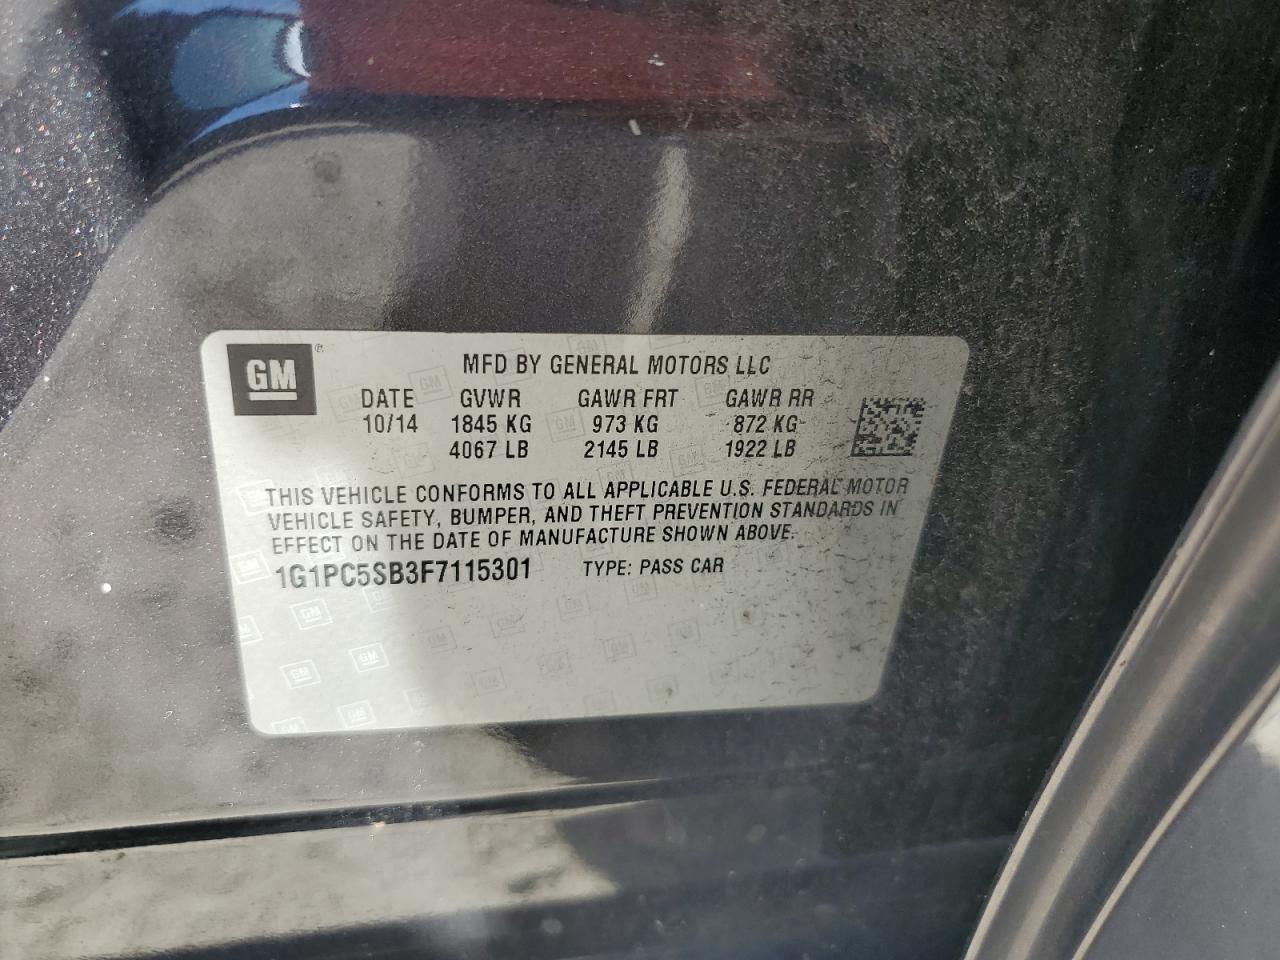 GM
MFD BY GENERAL MOTORS LLC
DATE GVWR GAWR FRT GAWR RR
10/14 1845 KG 973 KG 872 KG
4067 LB 2145 LB 1922 LB
THIS VEHICLE CONFORMS TO ALL APPLICABLE U.S. FEDERAL MOTOR
VEHICLE SAFETY, BUMPER, AND THEFT PREVENTION STANDARDS IN
EFFECT ON THE DATE OF MANUFACTURE SHOWN ABOVE.
1G1PC5SB3F7115301 TYPE: PASS CAR